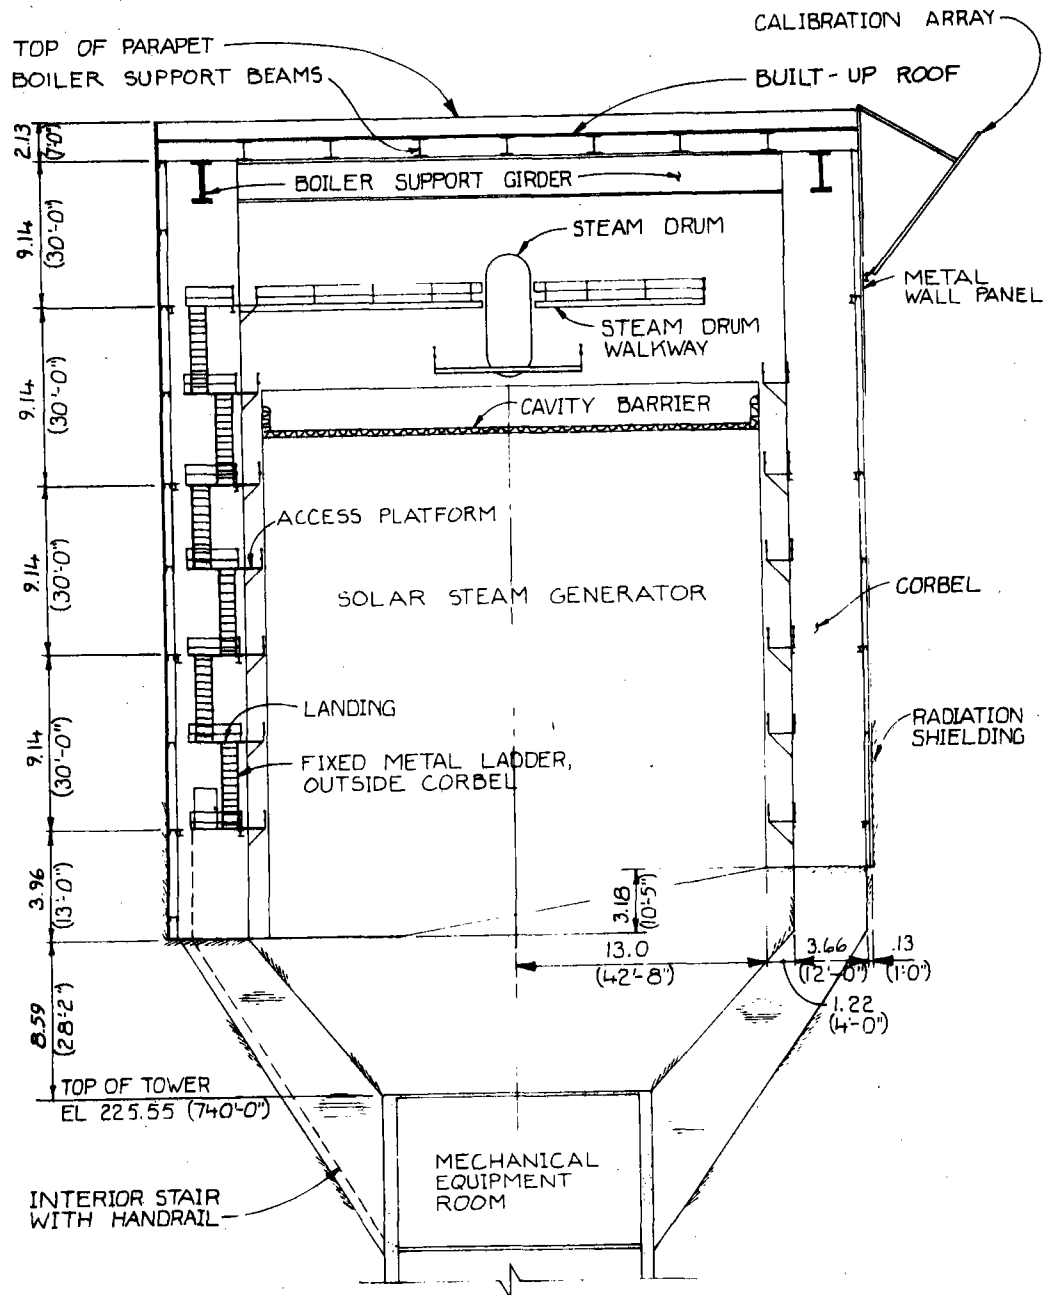 CALIBRATION ARRAY
TOP OF PARAPET
BOILER SUPPORT BEAMS
BUILT-UP ROOF
2.13
(7'-0")
BOILER SUPPORT GIRDER
9.14
(30'-0")
STEAM DRUM
METAL
WALL PANEL
STEAM DRUM
WALKWAY
9.14
(30'-0")
CAVITY BARRIER
ACCESS PLATFORM
9.14
(30'-0")
SOLAR STEAM GENERATOR
CORBEL
LANDING
RADIATION
SHIELDING
9.14
(30'-0")
FIXED METAL LADDER,
OUTSIDE CORBEL
3.96
(13'-0")
3.18
(10'-5")
13.0
(42'-8")
3.66
(12'-0")
.13
(1'0")
1.22
(4'-0")
8.59
(28'-2")
TOP OF TOWER
EL 225.55 (740'-0")
MECHANICAL
EQUIPMENT
ROOM
INTERIOR STAIR
WITH HANDRAIL